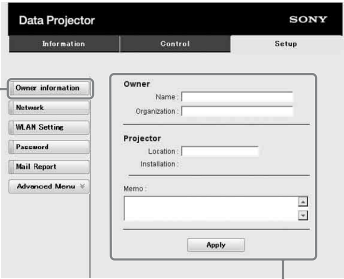 Data Projector
SONY
Information
Control
Setup
Owner information
Network
WLAN Setting
Password
Mail Report
Advanced Menu
Owner
Name :
Organization :
Projector
Location :
Installation :
Memo :
Apply